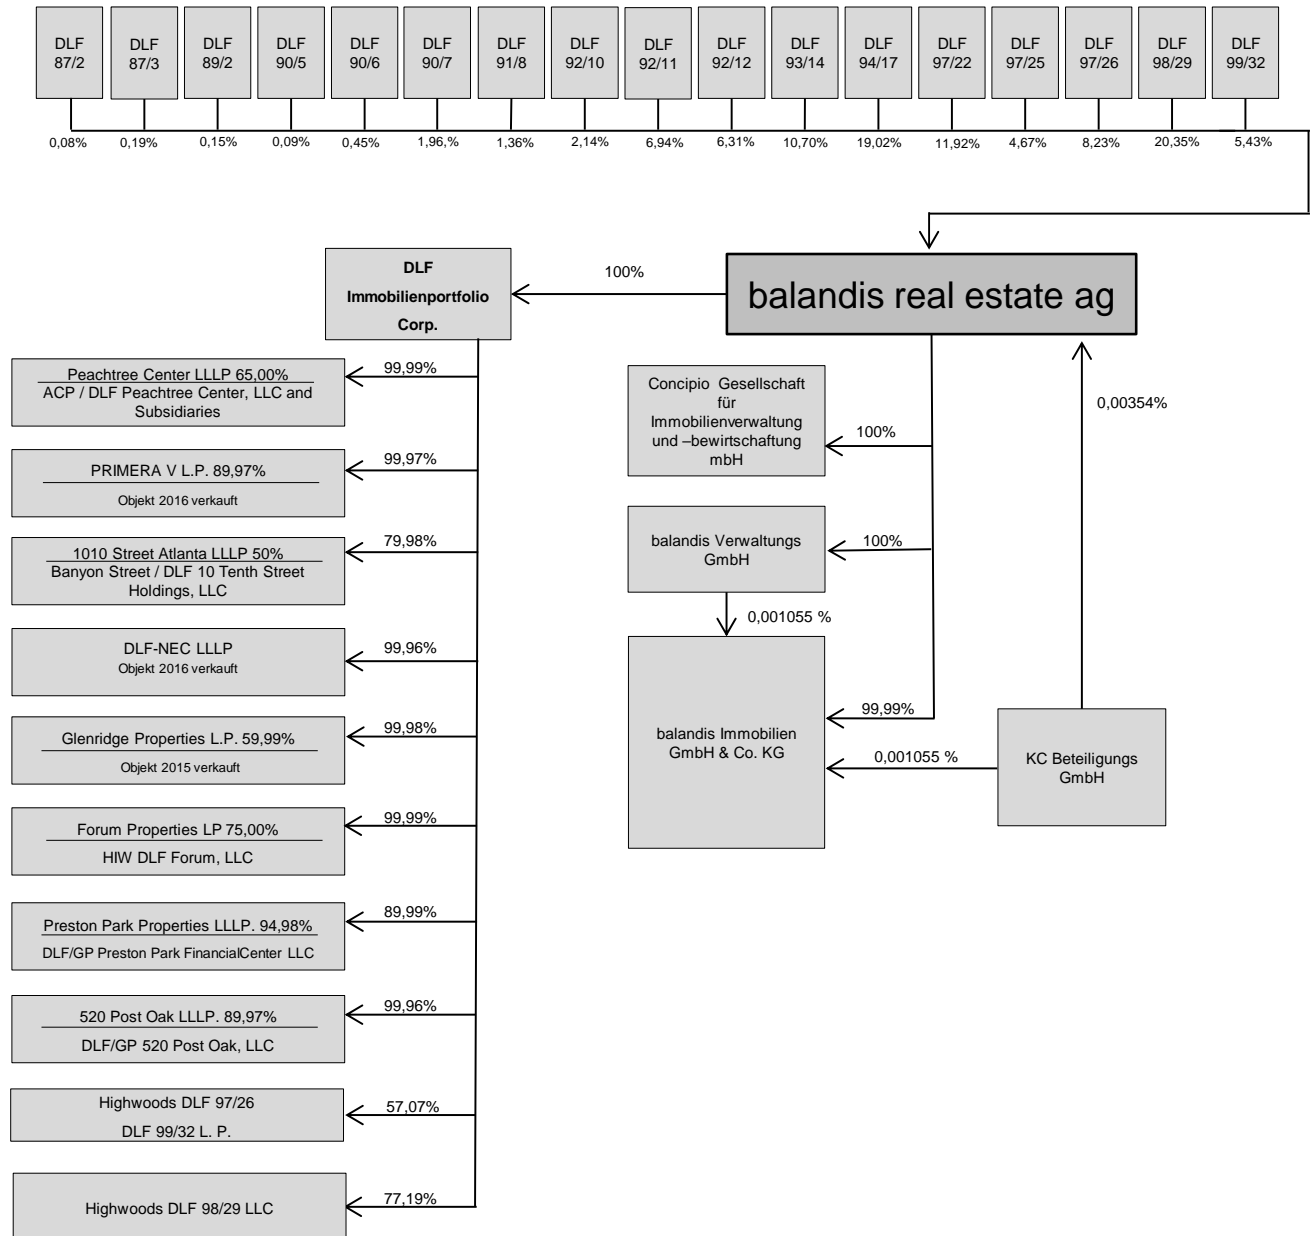 DLF
87/2
DLF
87/3
DLF
89/2
DLF
90/5
DLF
90/6
DLF
90/7
DLF
91/8
DLF
92/10
DLF
92/11
DLF
92/12
DLF
93/14
DLF
94/17
DLF
97/22
DLF
97/25
DLF
97/26
DLF
98/29
DLF
99/32
0,08%
0,19%
0,15%
0,09%
0,45%
1,96,%
1,36%
2,14%
6,94%
6,31%
10,70%
19,02%
11,92%
4,67%
8,23%
20,35%
5,43%
DLF
Immobilienportfolio
Corp.
100%
balandis real estate ag
Peachtree Center LLLP 65,00%
ACP / DLF Peachtree Center, LLC and
Subsidiaries
99,99%
PRIMERA V L.P. 89,97%
Objekt 2016 verkauft
99,97%
1010 Street Atlanta LLLP 50%
Banyon Street / DLF 10 Tenth Street
Holdings, LLC
79,98%
DLF-NEC LLLP
Objekt 2016 verkauft
99,96%
Glenridge Properties L.P. 59,99%
Objekt 2015 verkauft
99,98%
Forum Properties LP 75,00%
HIW DLF Forum, LLC
99,99%
Preston Park Properties LLLP. 94,98%
DLF/GP Preston Park FinancialCenter LLC
89,99%
520 Post Oak LLLP. 89,97%
DLF/GP 520 Post Oak, LLC
99,96%
Highwoods DLF 97/26
DLF 99/32 L. P.
57,07%
Highwoods DLF 98/29 LLC
77,19%
Concipio Gesellschaft
für
Immobilienverwaltung
und –bewirtschaftung
mbH
100%
balandis Verwaltungs
GmbH
100%
0,001055 %
balandis Immobilien
GmbH & Co. KG
99,99%
0,001055 %
KC Beteiligungs
GmbH
0,00354%